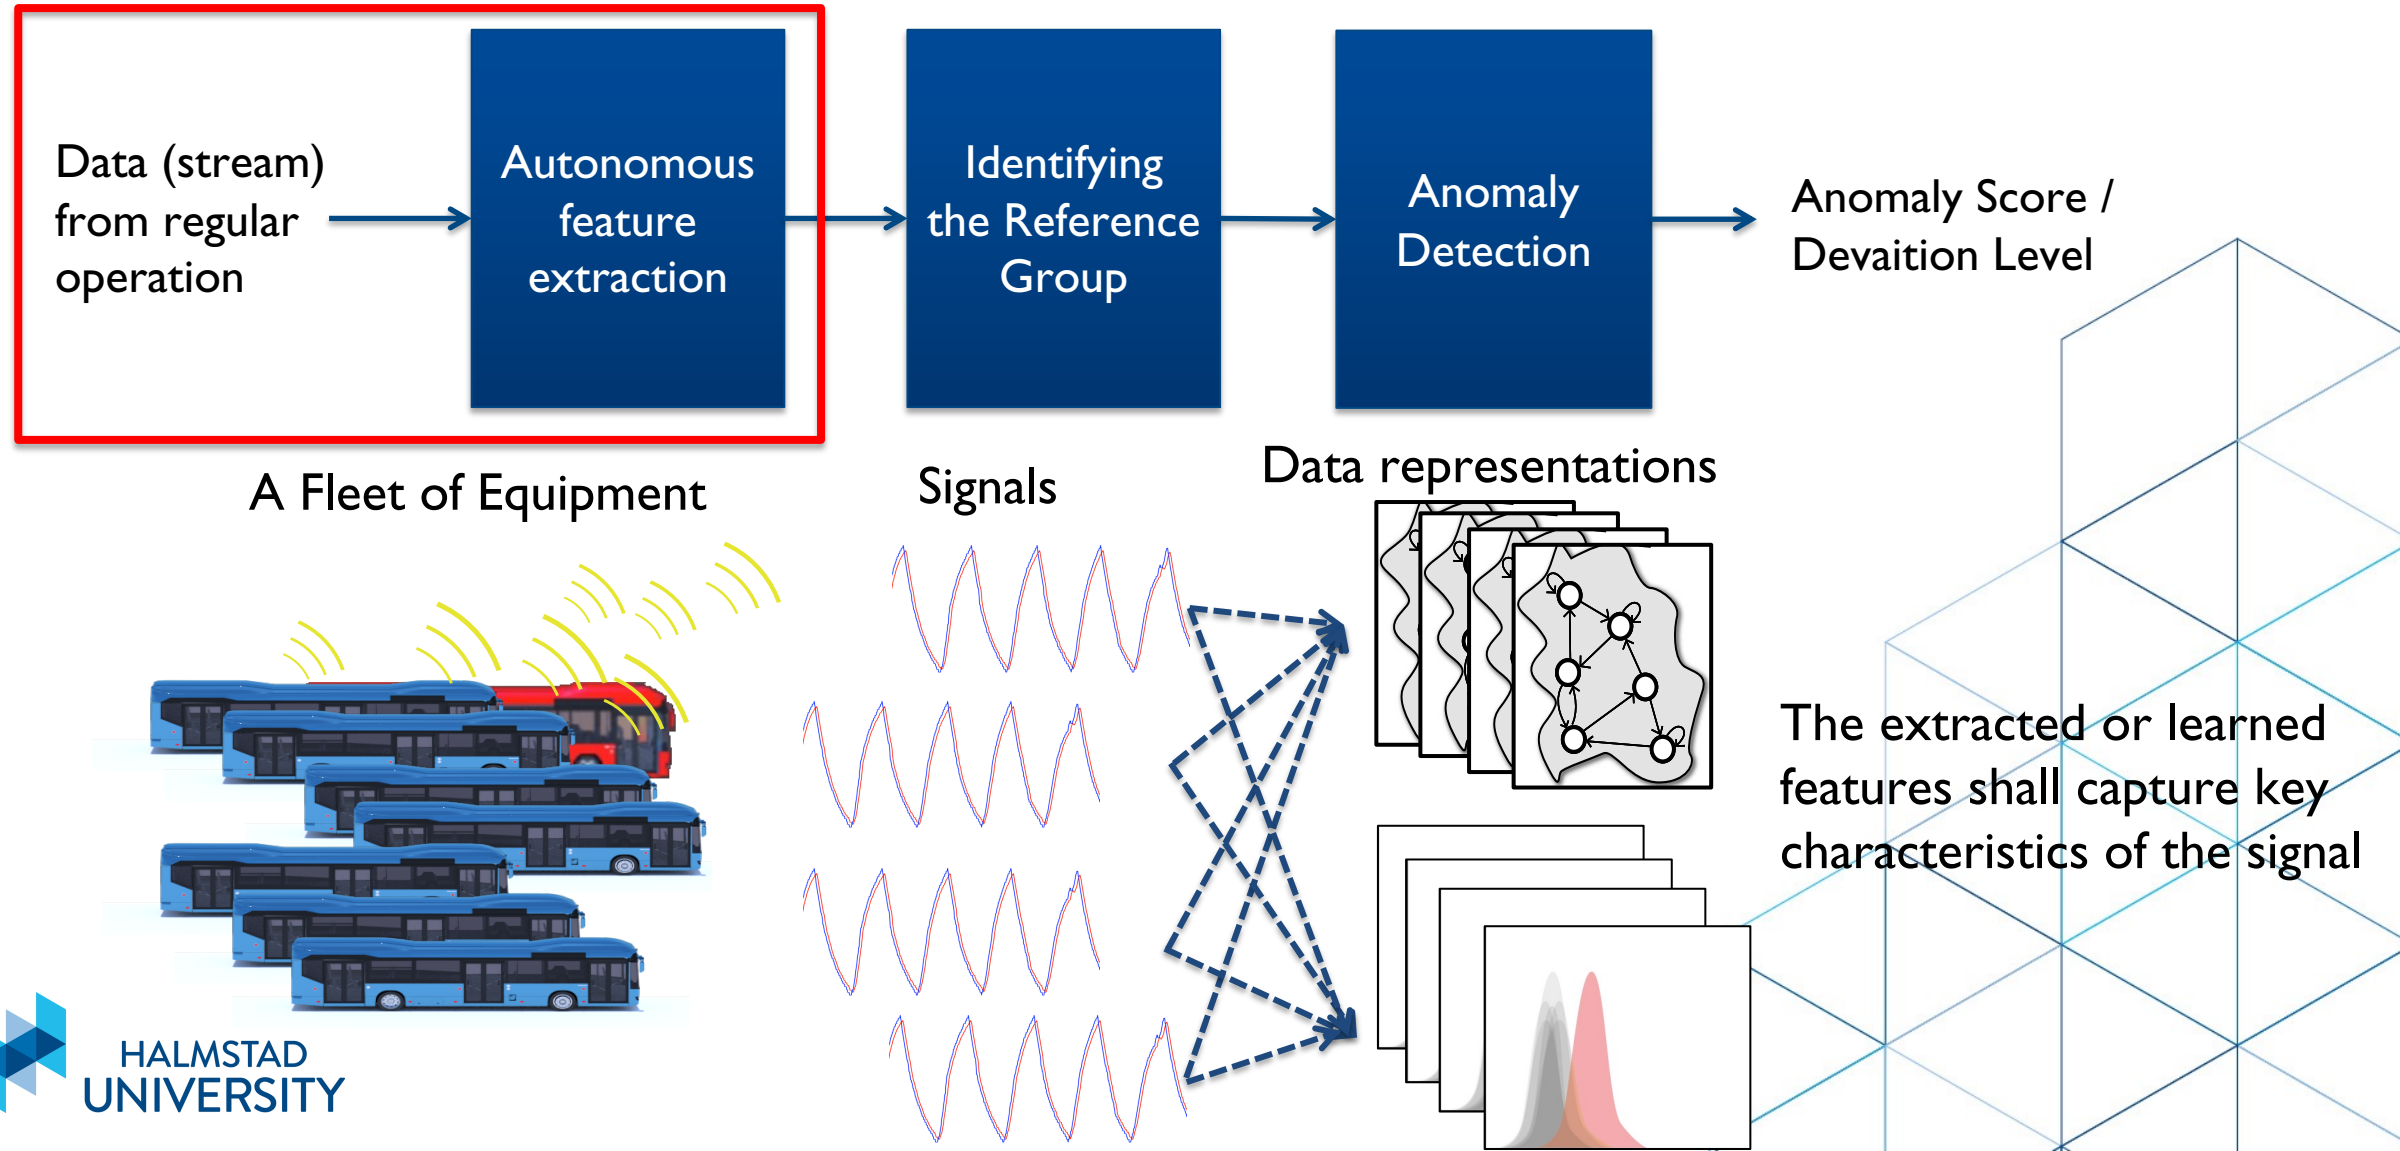 Data (stream)
from regular
operation
Autonomous
feature
extraction
Identifying
the Reference
Group
Anomaly
Detection
Anomaly Score /
Devaition Level
A Fleet of Equipment
Signals
Data representations
The extracted or learned
features shall capture key
characteristics of the signal
HALMSTAD
UNIVERSITY